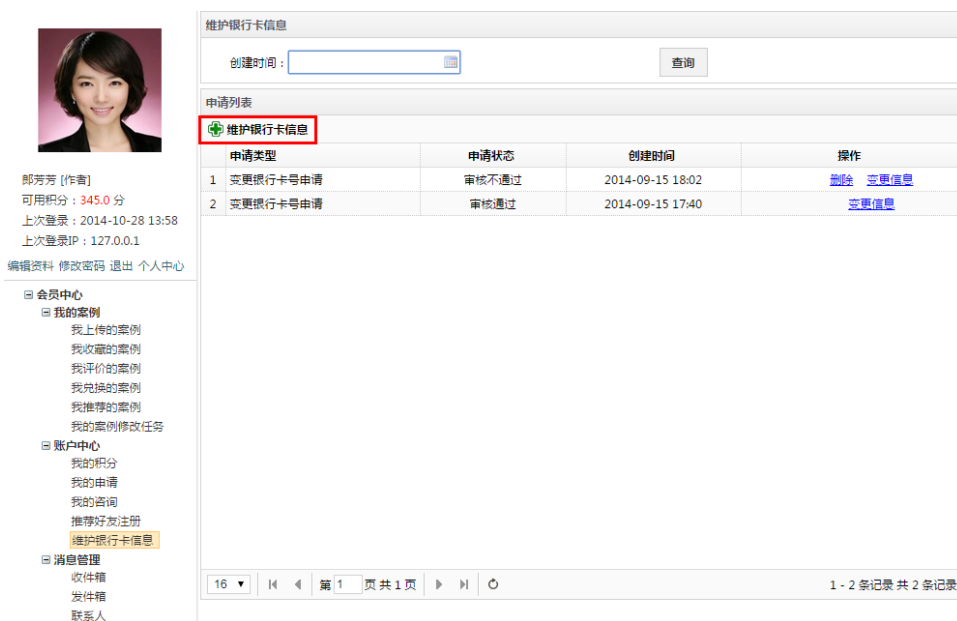 郎芳芳 [作者]
可用积分：345.0 分
上次登录：2014-10-28 13:58
上次登录IP：127.0.0.1
编辑资料 修改密码 退出 个人中心
会员中心
我的案例
我上传的案例
我收藏的案例
我评价的案例
我兑换的案例
我推荐的案例
我的案例修改任务
账户中心
我的积分
我的申请
我的咨询
推荐好友注册
维护银行卡信息
消息管理
收件箱
发件箱
联系人
维护银行卡信息
创建时间： 查询
申请列表
维护银行卡信息
申请类型 申请状态 创建时间 操作
1 变更银行卡号申请 审核不通过 2014-09-15 18:02 删除 变更信息
2 变更银行卡号申请 审核通过 2014-09-15 17:40 变更信息
16 第 1 页 共 1 页 1 - 2 条记录 共 2 条记录